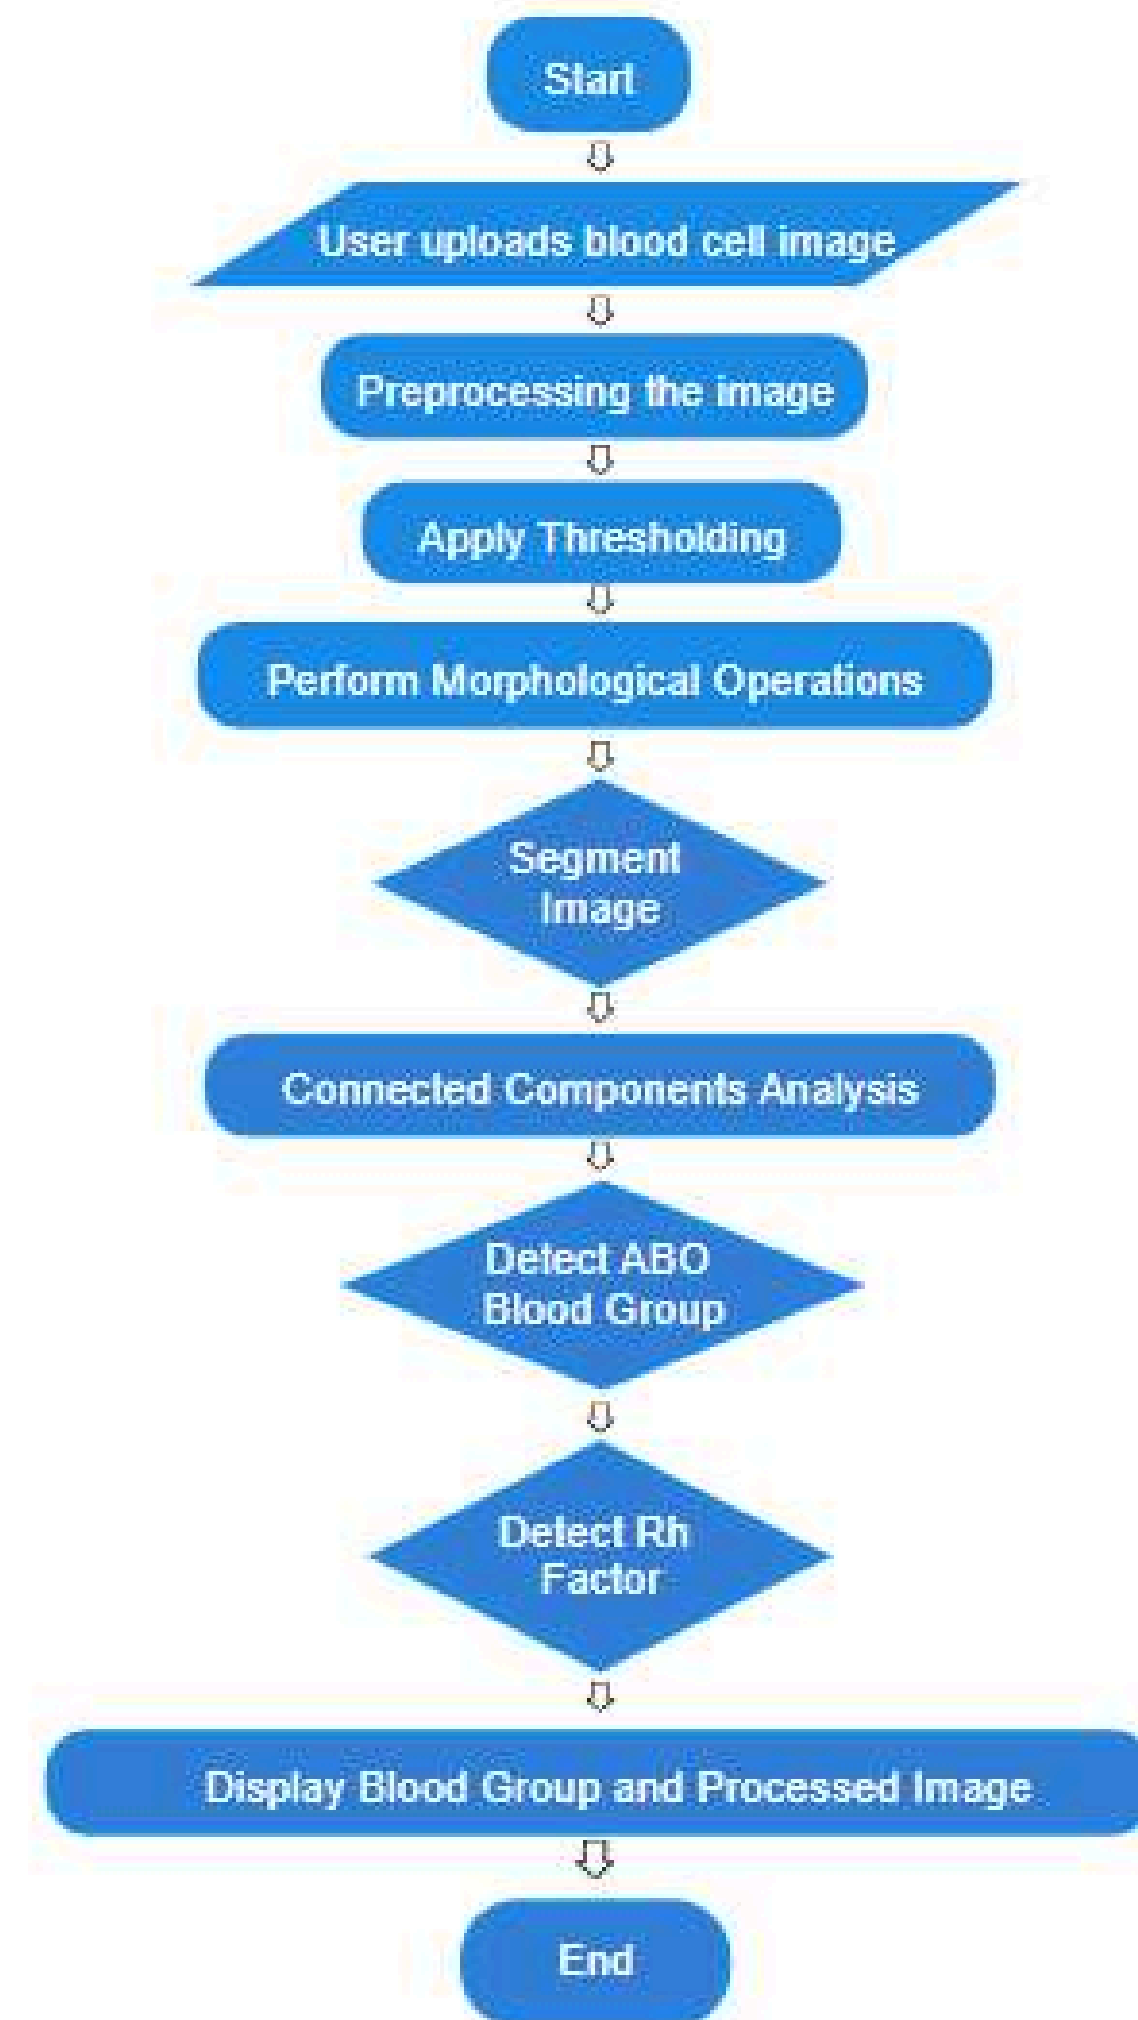 Start
User uploads blood cell image
Preprocessing the image
Apply Thresholding
Perform Morphological Operations
Segment
Image
Connected Components Analysis
Detect ABO
Blood Group
Detect Rh
Factor
Display Blood Group and Processed Image
End